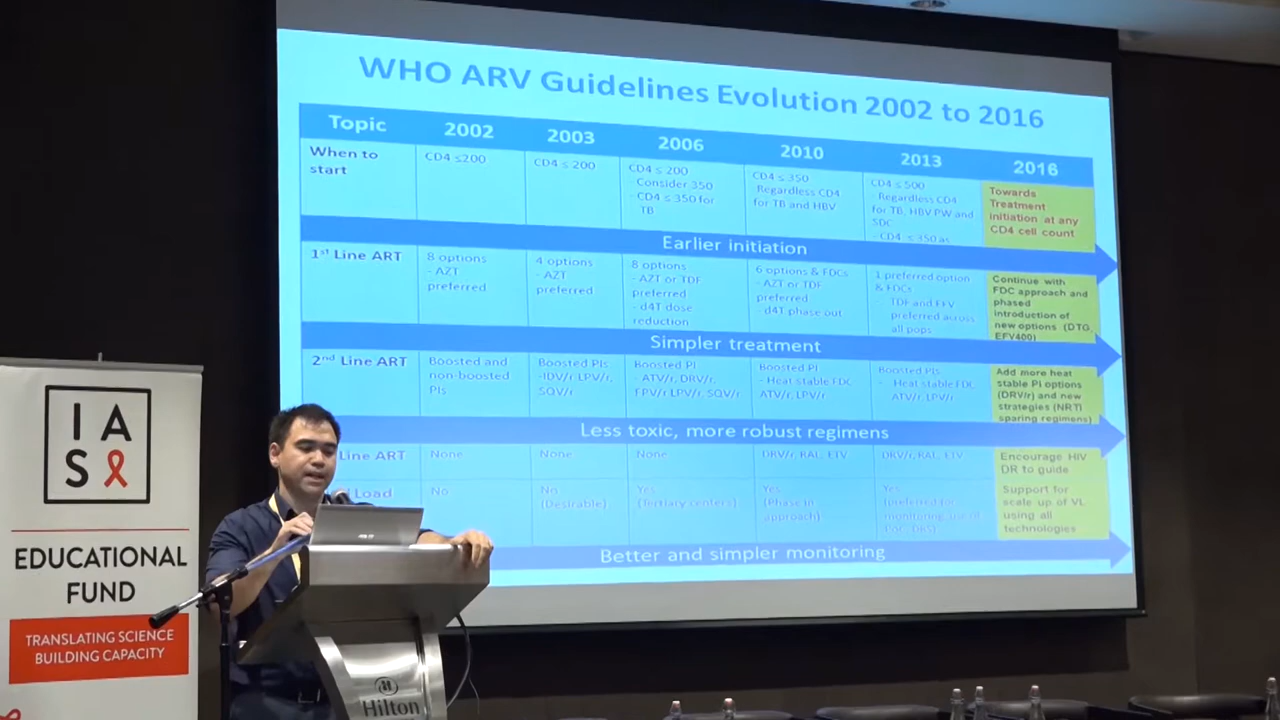 WHO ARV Guidelines Evolution 2002 to 2016
Topic 2002 2003 2006 2010 2013 2016
When to
start
CD4 ≤200
CD4 ≤ 200
CD4 ≤ 200
- Consider 350
- CD4 ≤ 350 for
TB
CD4 ≤ 350
Regardless CD4
for TB and HBV
CD4 ≤ 500
Regardless CD4
for TB, HBV PW and
SDC
- CD4 ≤ 350 as
Towards
Treatment
initiation at any
CD4 cell count
Earlier initiation
1st Line ART
8 options
- AZT
preferred
4 options
- AZT
preferred
8 options
- AZT or TDF
preferred
- d4T dose
reduction
6 options & FDCs
- AZT or TDF
preferred
- d4T phase out
1 preferred option
& FDCs
- TDF and EFV
preferred across
all pops
Continue with
FDC approach and
phased
introduction of
new options (DTG,
EFV400)
Simpler treatment
2nd Line ART
Boosted and
non-boosted
PIs
Boosted PIs
- IDV/r LPV/r,
SQV/r
Boosted PI
- ATV/r, DRV/r,
FPV/r LPV/r, SQV/r
Boosted PI
- Heat stable FDC
ATV/r, LPV/r
Boosted PIs
- Heat stable FDC
ATV/r, LPV/r
Add more heat
stable PI options
(DRV/r) and new
strategies (NRTI
sparing regimens)
Less toxic, more robust regimens
Line ART
None
None
None
DRV/r, RAL, ETV
DRV/r, RAL, ETV
Encourage HIV
DR to guide
Load
No
No
(Desirable)
Yes
(Tertiary centers)
Yes
(Phase in
approach)
Yes
(preferred for
monitoring, use of
PoC, DBS)
Support for
scale up of VL
using all
technologies
Better and simpler monitoring
IAS
EDUCATIONAL
FUND
TRANSLATING SCIENCE
BUILDING CAPACITY
Hilton